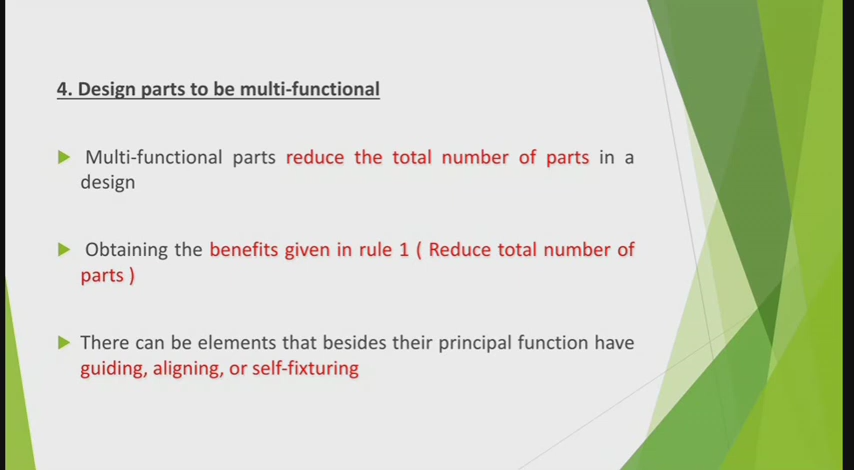 4. Design parts to be multi-functional
Multi-functional parts reduce the total number of parts in a
design
Obtaining the benefits given in rule 1 ( Reduce total number of
parts )
There can be elements that besides their principal function have
guiding, aligning, or self-fixturing